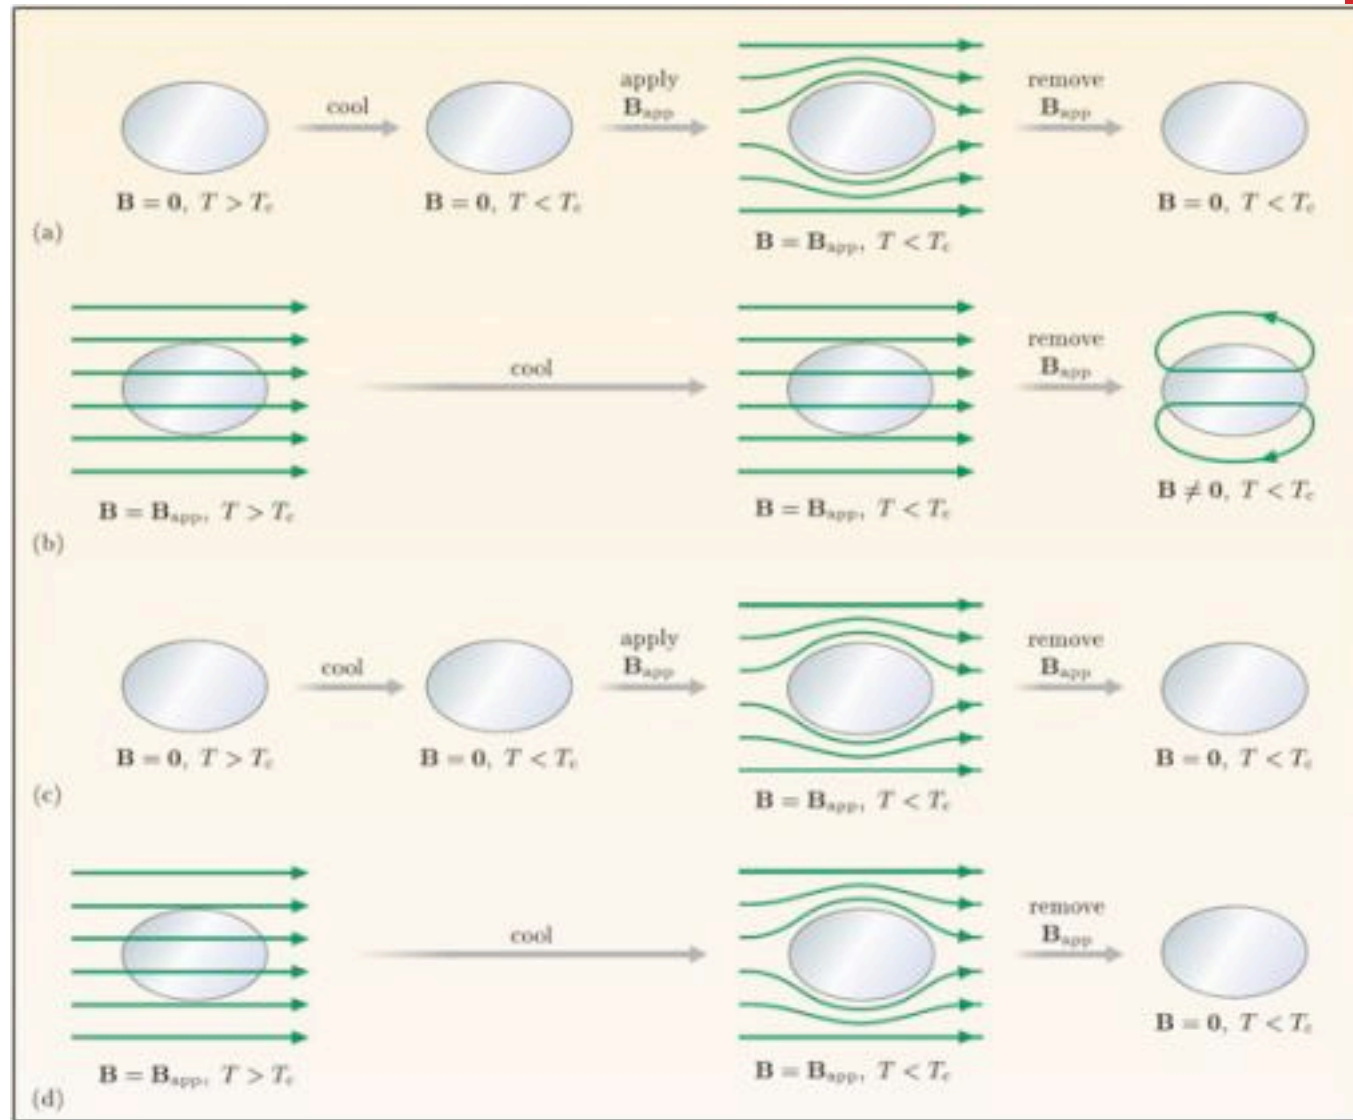 cool
apply
B_app
remove
B_app
B = 0, T > T_c
B = 0, T < T_c
B = B_app, T < T_c
B = 0, T < T_c
(a)
cool
remove
B_app
B = B_app, T > T_c
B = B_app, T < T_c
B ≠ 0, T < T_c
(b)
cool
apply
B_app
remove
B_app
B = 0, T > T_c
B = 0, T < T_c
B = B_app, T < T_c
B = 0, T < T_c
(c)
cool
remove
B_app
B = B_app, T > T_c
B = B_app, T < T_c
B = 0, T < T_c
(d)